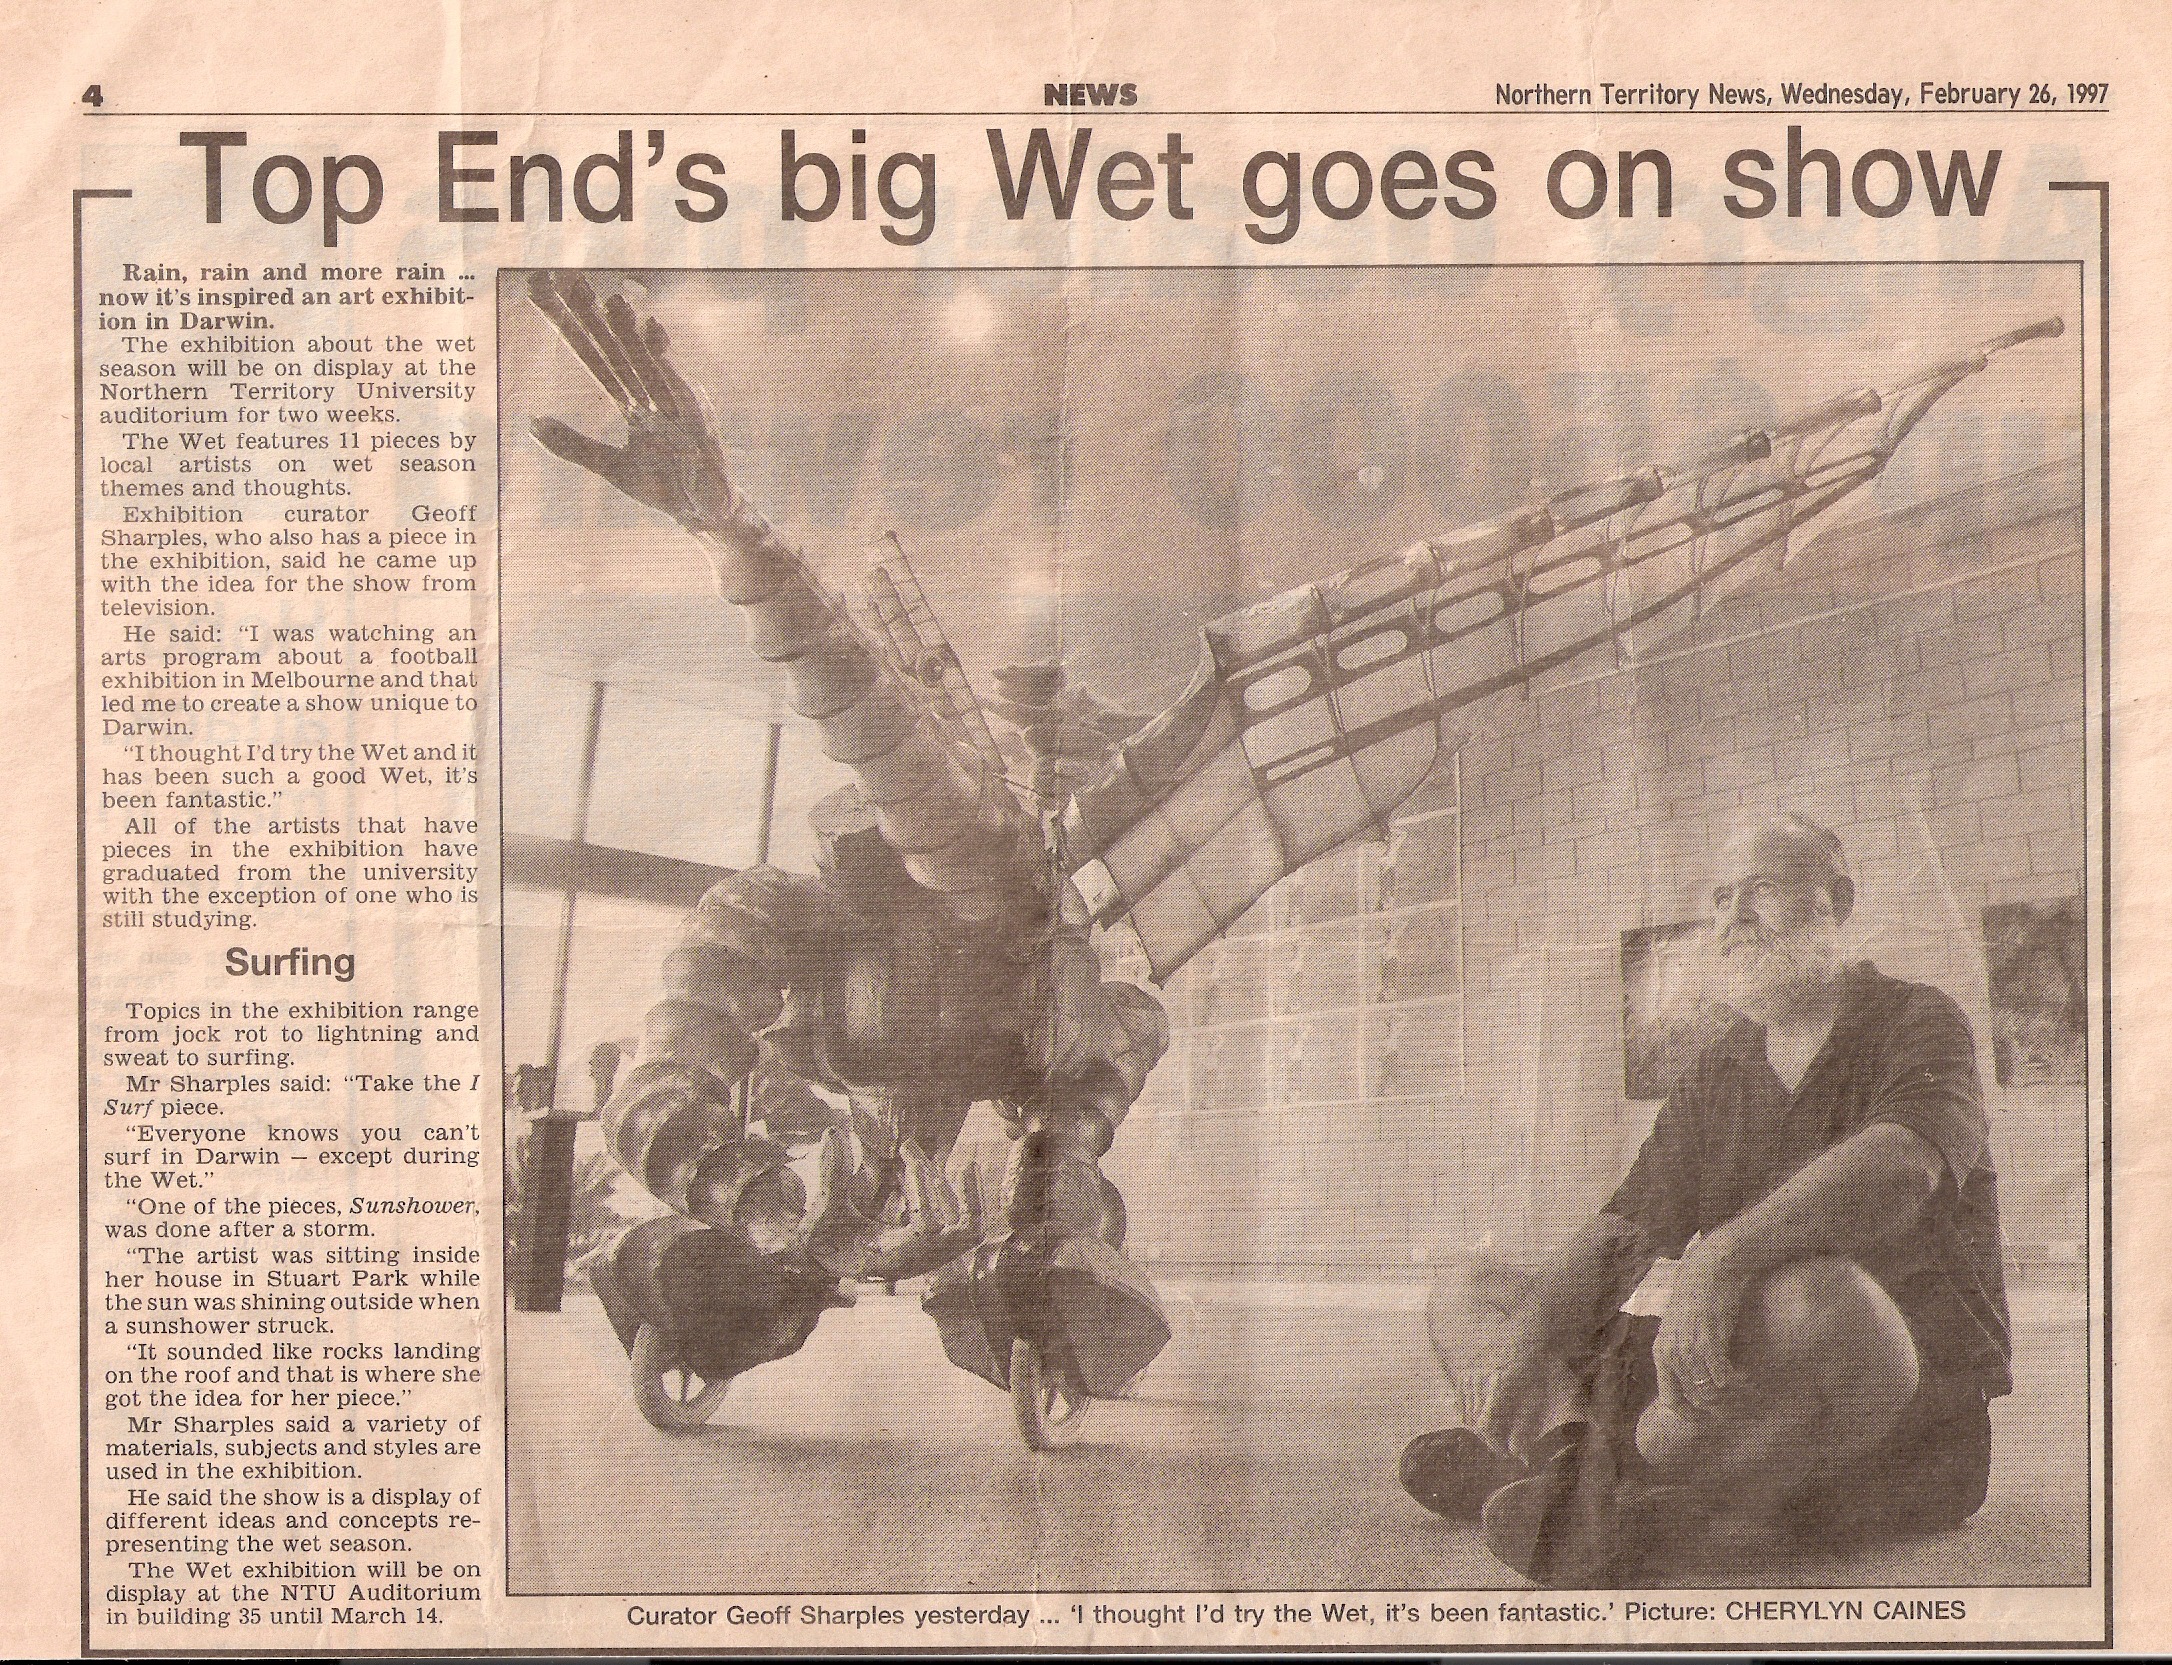 4
NEWS
Northern Territory News, Wednesday, February 26, 1997
Top End's big Wet goes on show
Rain, rain and more rain ...
now it's inspired an art exhibit-
ion in Darwin.
The exhibition about the wet
season will be on display at the
Northern Territory University
auditorium for two weeks.
The Wet features 11 pieces by
local artists on wet season
themes and thoughts.
Exhibition curator Geoff
Sharples, who also has a piece in
the exhibition, said he came up
with the idea for the show from
television.
He said: “I was watching an
arts program about a football
exhibition in Melbourne and that
led me to create a show unique to
Darwin.
“I thought I'd try the Wet and it
has been such a good Wet, it's
been fantastic.”
All of the artists that have
pieces in the exhibition have
graduated from the university
with the exception of one who is
still studying.
Surfing
Topics in the exhibition range
from jock rot to lightning and
sweat to surfing.
Mr Sharples said: “Take the I
Surf piece.
“Everyone knows you can't
surf in Darwin — except during
the Wet.”
“One of the pieces, Sunshower,
was done after a storm.
“The artist was sitting inside
her house in Stuart Park while
the sun was shining outside when
a sunshower struck.
“It sounded like rocks landing
on the roof and that is where she
got the idea for her piece.”
Mr Sharples said a variety of
materials, subjects and styles are
used in the exhibition.
He said the show is a display of
different ideas and concepts re-
presenting the wet season.
The Wet exhibition will be on
display at the NTU Auditorium
in building 35 until March 14.
Curator Geoff Sharples yesterday ... ‘I thought I'd try the Wet, it's been fantastic.’ Picture: CHERYLYN CAINES